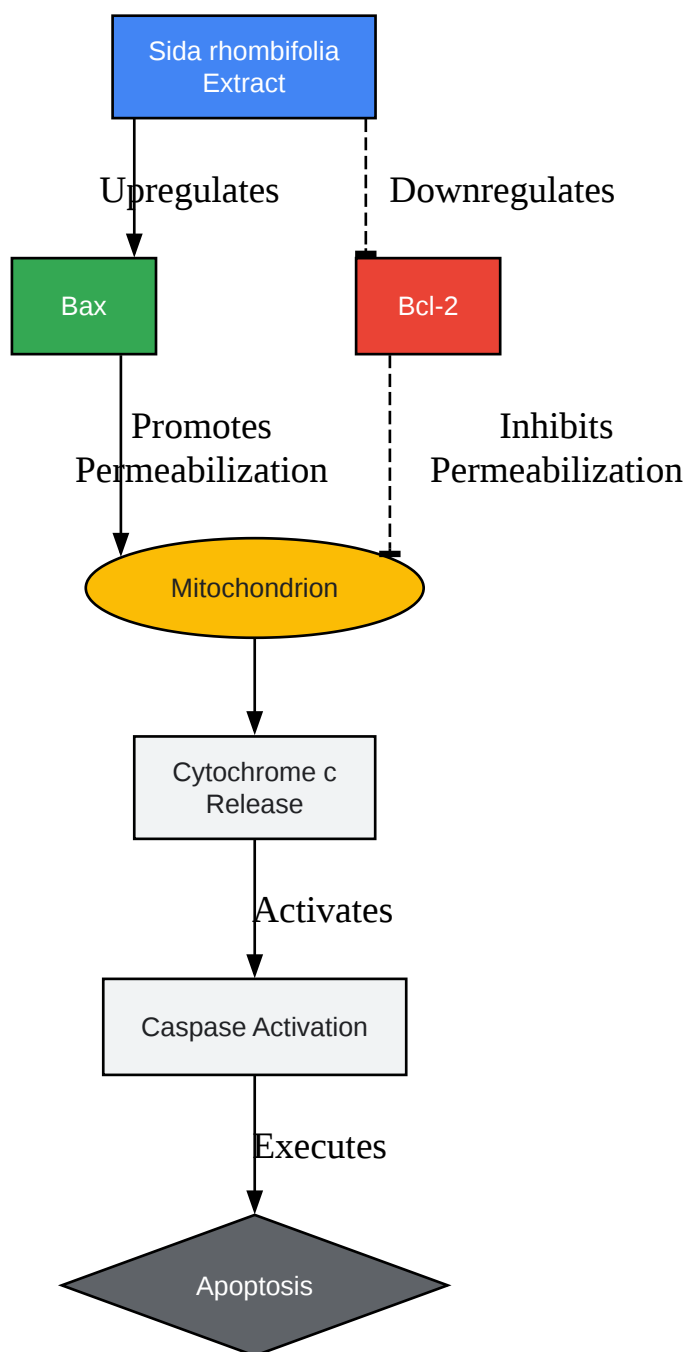 Sida rhombifolia
Extract
Upregulates
Downregulates
Bax
Bcl-2
Promotes
Permeabilization
Inhibits
Permeabilization
Mitochondrion
Cytochrome c
Release
Activates
Caspase Activation
Executes
Apoptosis